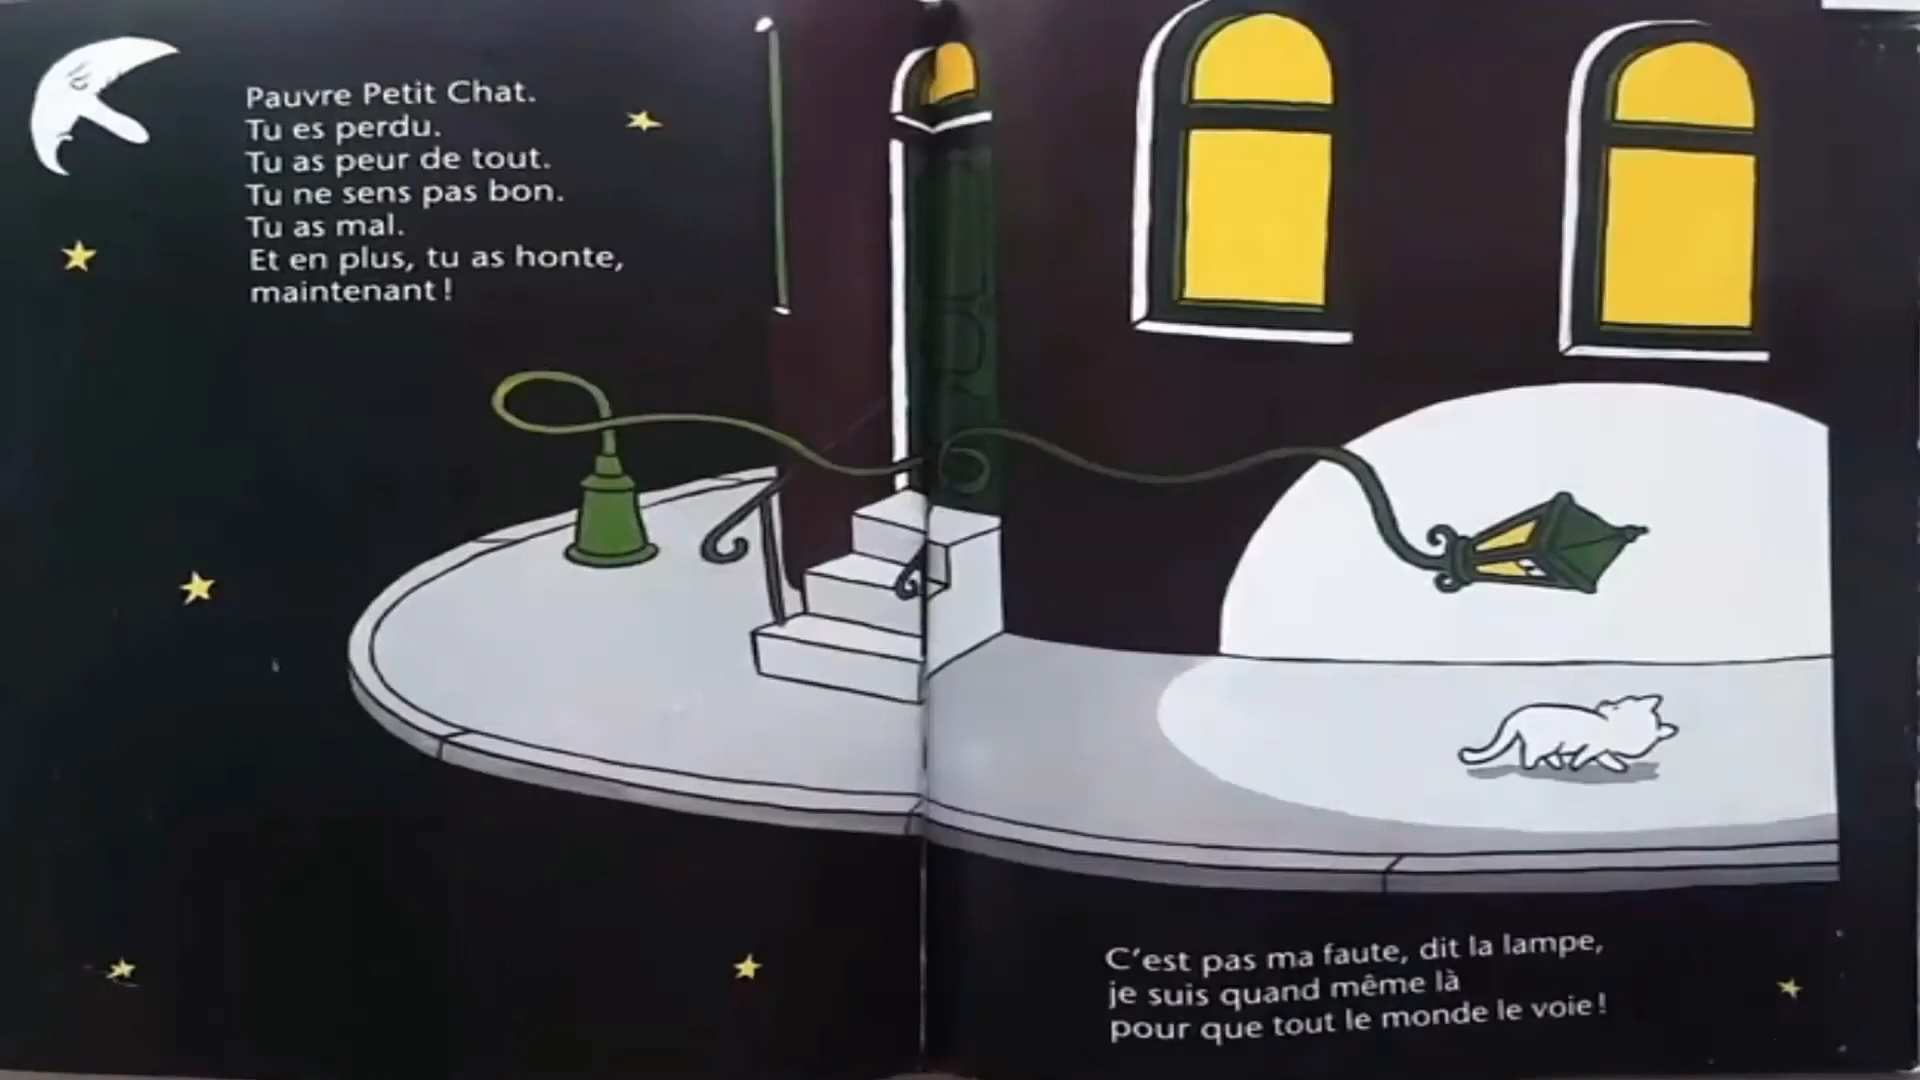 Pauvre Petit Chat.
Tu es perdu.
Tu as peur de tout.
Tu ne sens pas bon.
Tu as mal.
Et en plus, tu as honte,
maintenant !
C'est pas ma faute, dit la lampe,
je suis quand même là
pour que tout le monde le voie !